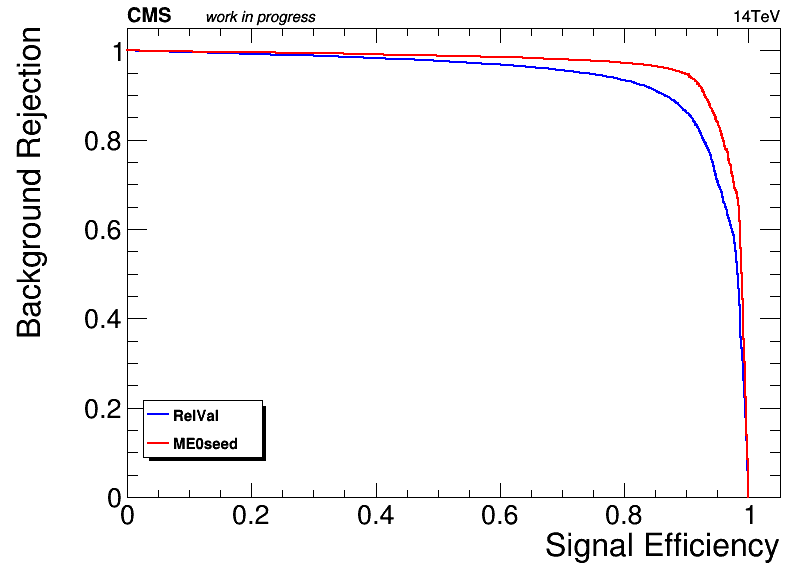 CMS work in progress 14TeV
Background Rejection
1
0.8
0.6
0.4
0.2
0
RelVal
ME0seed
0 0.2 0.4 0.6 0.8 1
Signal Efficiency